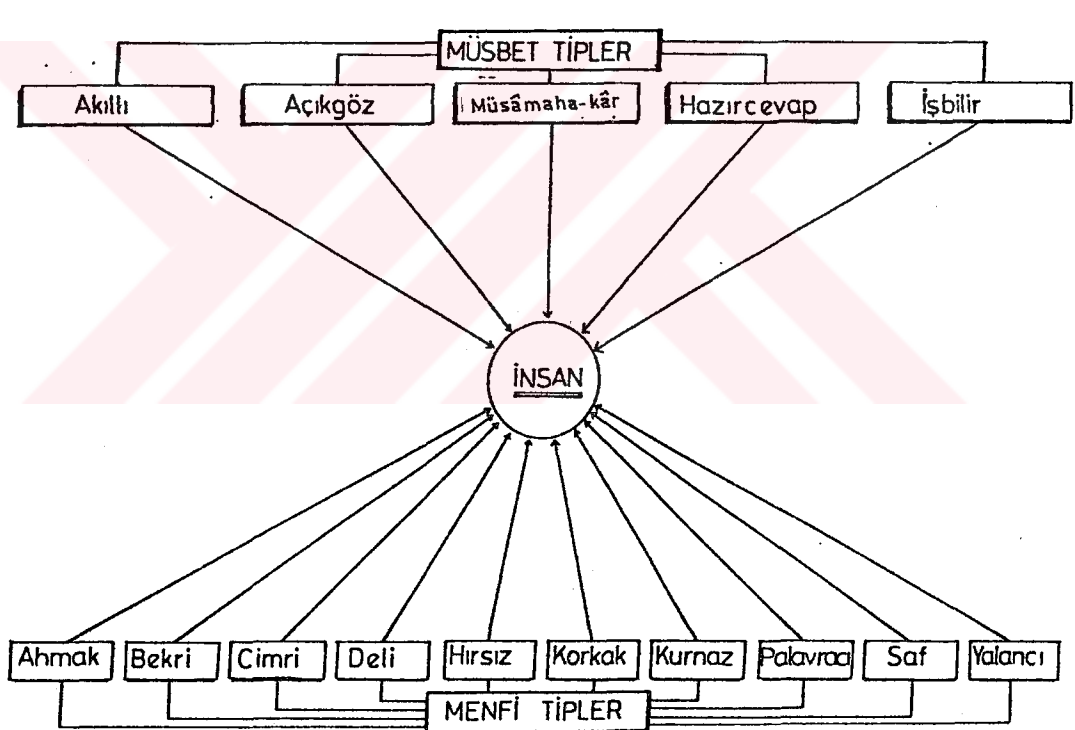 MÜSBET TİPLER
Akıllı Açıkgöz Müsâmaha-kâr Hazırcevap İşbilir
İNSAN
Ahmak Bekri Cimri Deli Hırsız Korkak Kurnaz Palavracı Saf Yalancı
MENFİ TİPLER